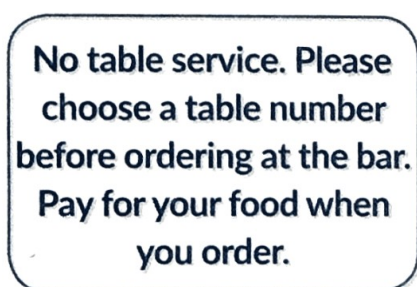 No table service. Please
choose a table number
before ordering at the bar.
Pay for your food when
you order.